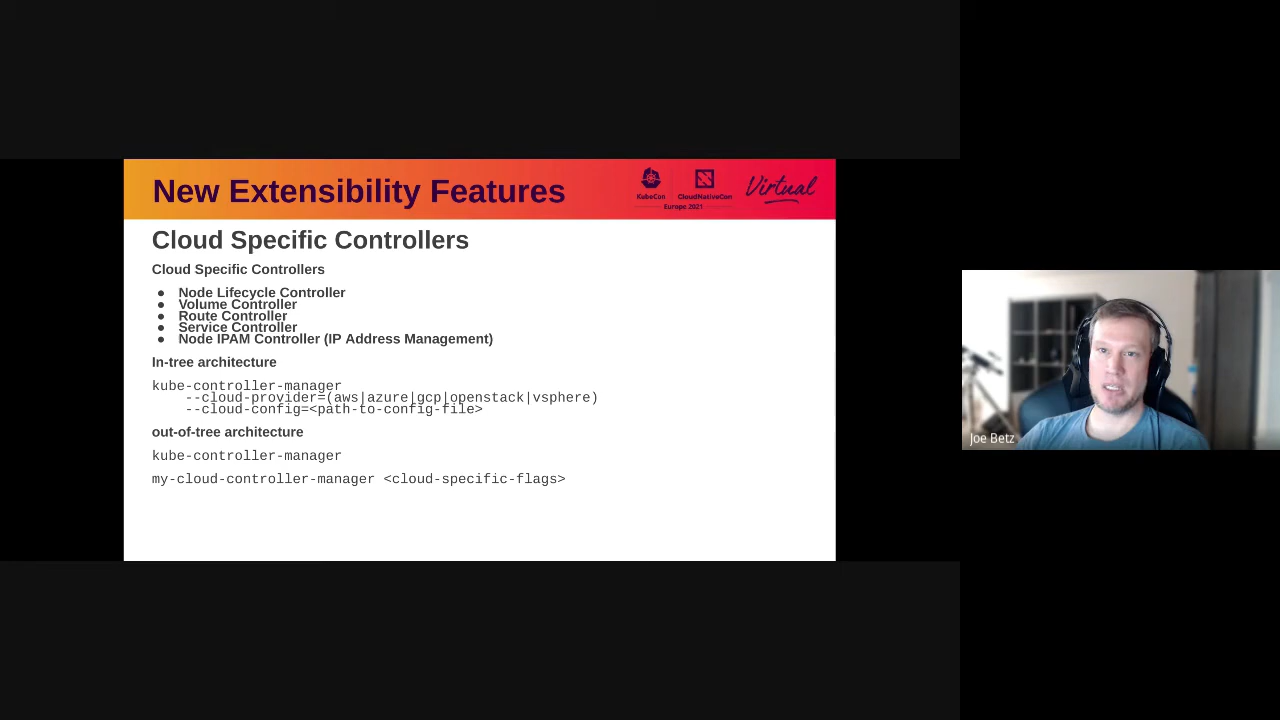 New Extensibility Features
KubeCon
CloudNativeCon
Europe 2021
Virtual
Cloud Specific Controllers
Cloud Specific Controllers
● Node Lifecycle Controller
● Volume Controller
● Route Controller
● Service Controller
● Node IPAM Controller (IP Address Management)
In-tree architecture
kube-controller-manager
--cloud-provider=(aws|azure|gcp|openstack|vsphere)
--cloud-config=<path-to-config-file>
out-of-tree architecture
kube-controller-manager
my-cloud-controller-manager <cloud-specific-flags>
Joe Betz